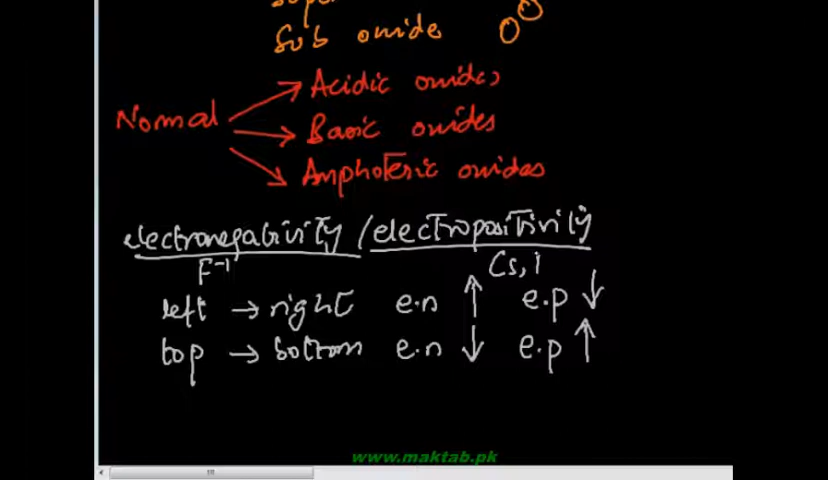 Sub oxide
Normal
Acidic oxides
Basic oxides
Amphoteric oxides
electronegativity / electropositivity
F⁻¹ Cs,
left → right e.n ↑ e.p ↓
top → bottom e.n ↓ e.p ↑
www.maktab.pk